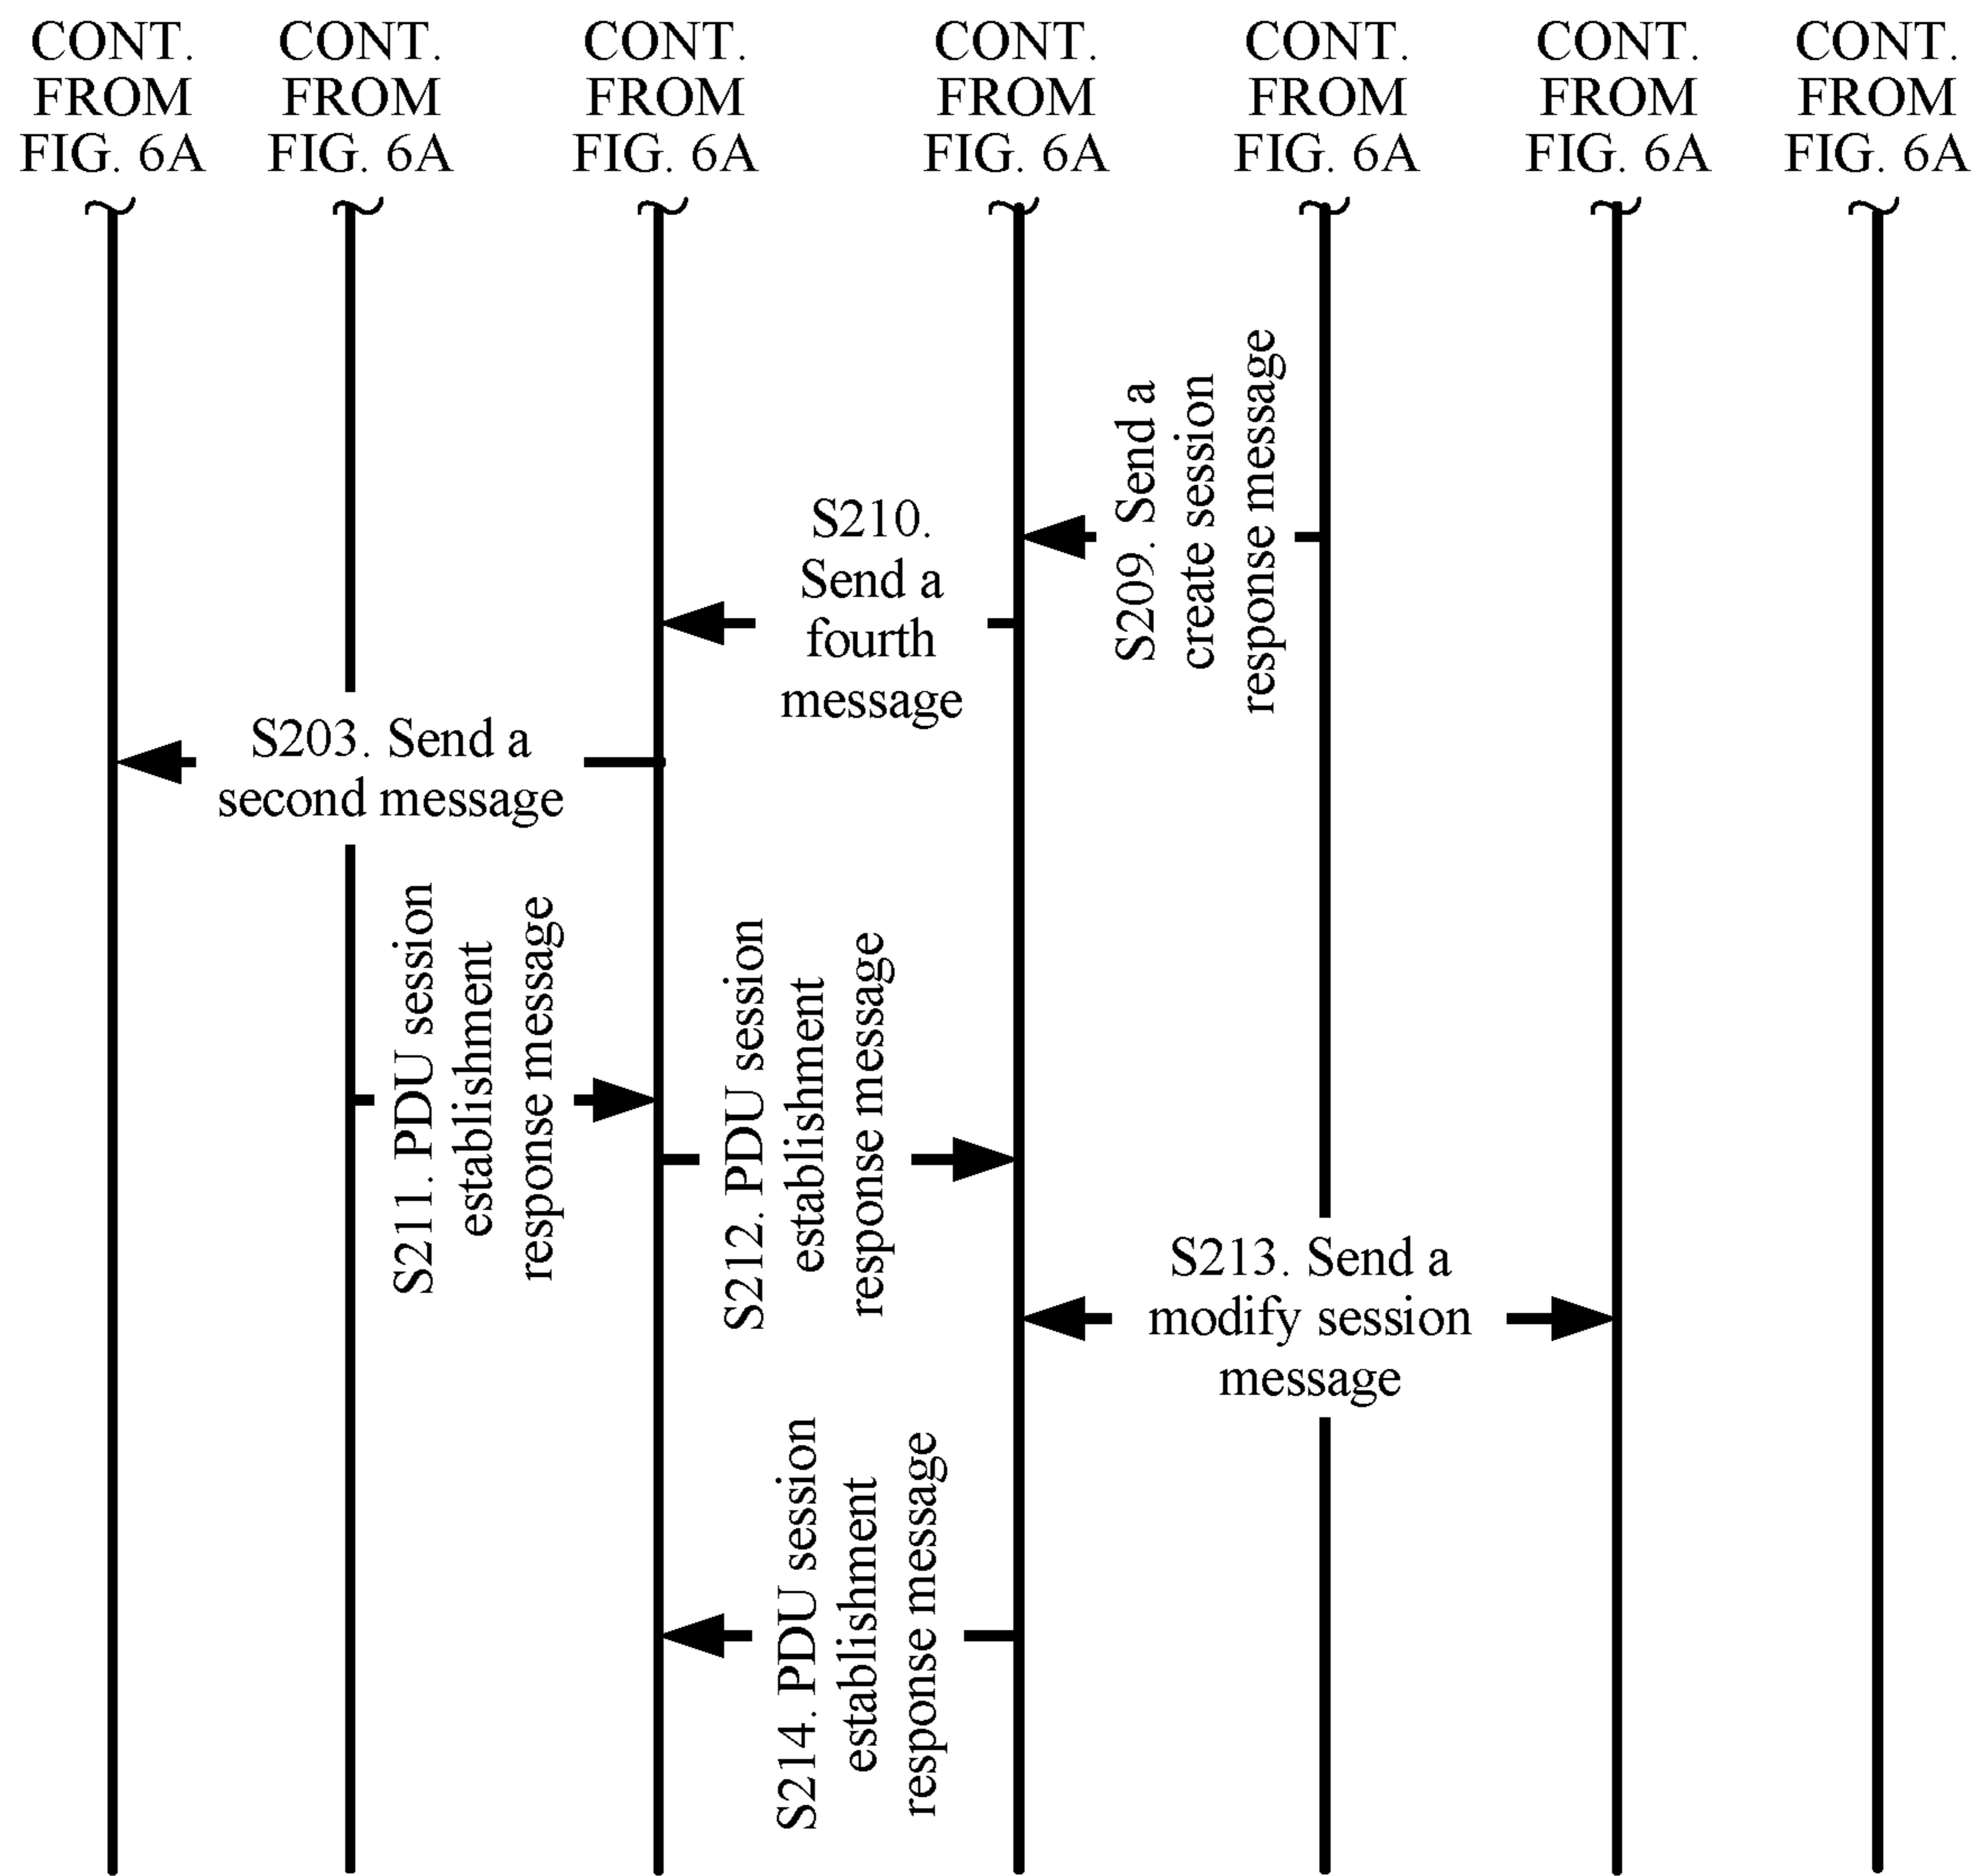 CONT.
FROM
FIG. 6A
CONT.
FROM
FIG. 6A
CONT.
FROM
FIG. 6A
CONT.
FROM
FIG. 6A
CONT.
FROM
FIG. 6A
CONT.
FROM
FIG. 6A
CONT.
FROM
FIG. 6A
S209. Send a
create session
response message
S210.
Send a
fourth
message
S203. Send a
second message
S211. PDU session
establishment
response message
S212. PDU session
establishment
response message
S213. Send a
modify session
message
S214. PDU session
establishment
response message